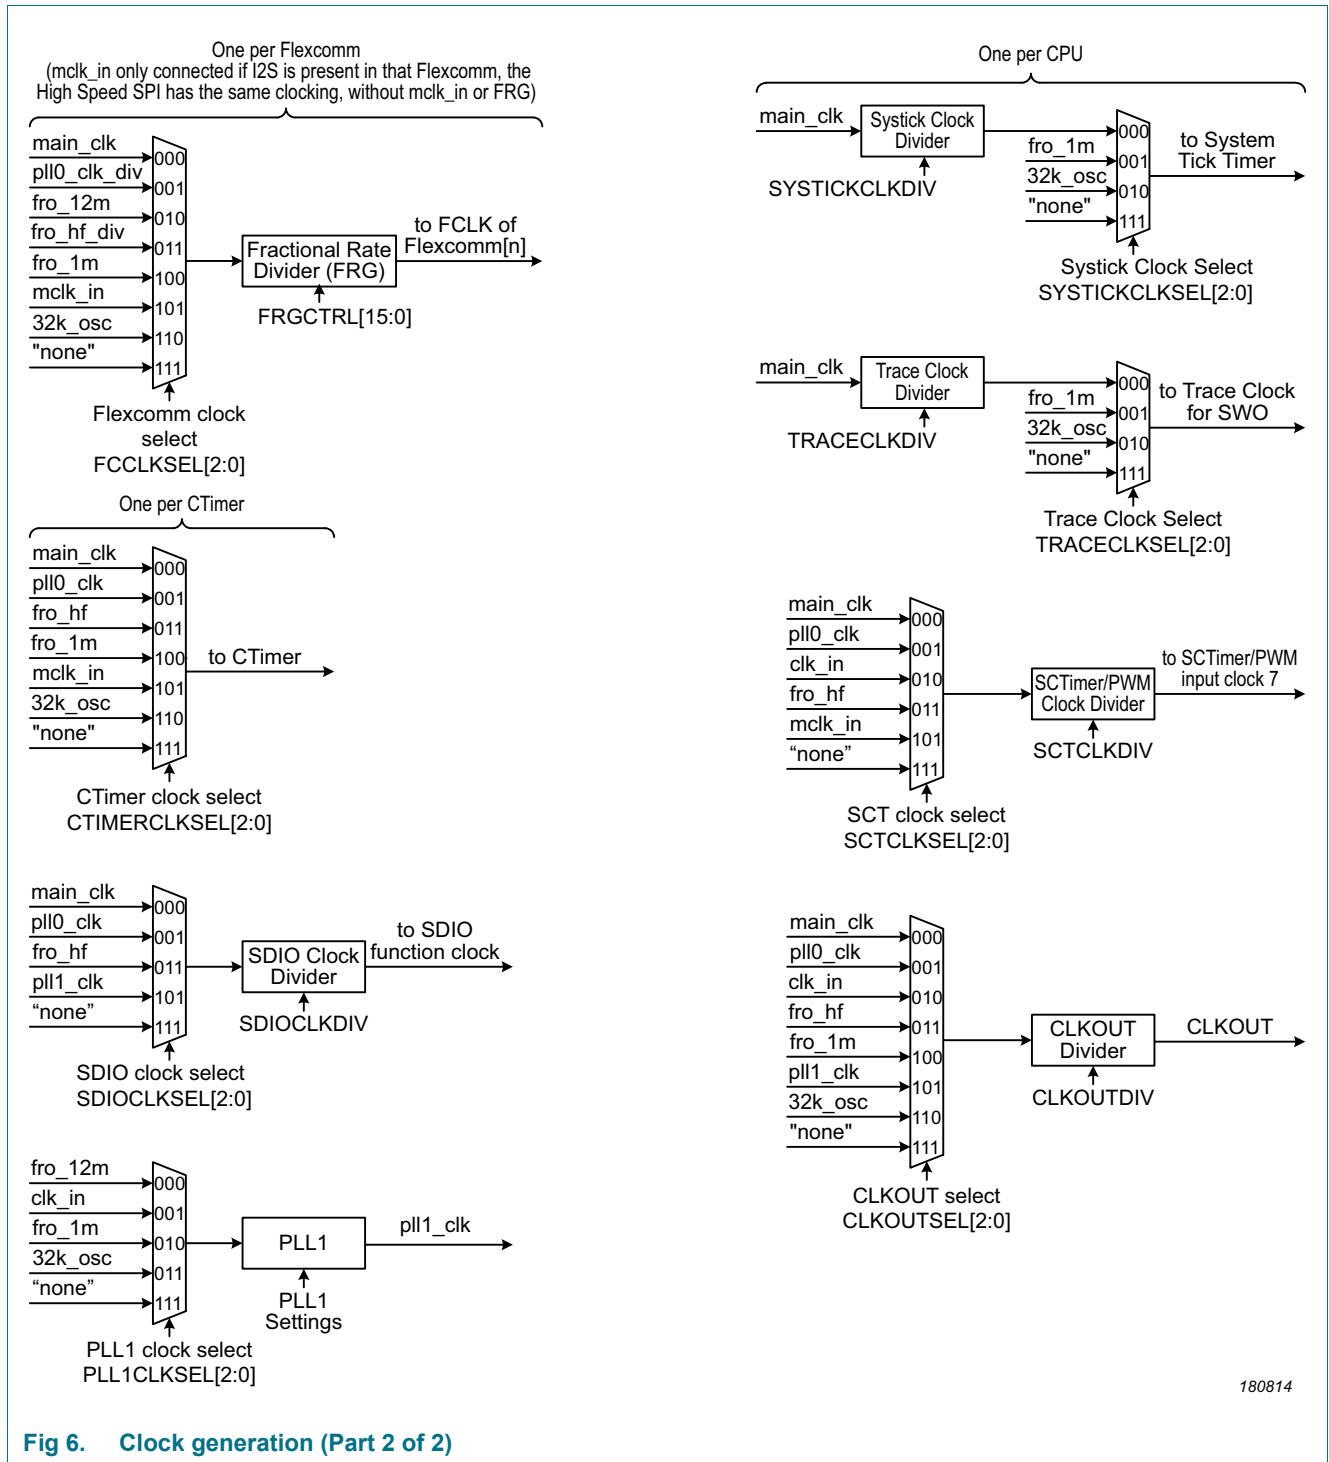 One per Flexcomm
(mclk_in only connected if I2S is present in that Flexcomm, the
High Speed SPI has the same clocking, without mclk_in or FRG)
main_clk
000
pll0_clk_div
001
fro_12m
010
fro_hf_div
011
fro_1m
100
mclk_in
101
32k_osc
110
"none"
111
Fractional Rate
Divider (FRG)
FRGCTRL[15:0]
to FCLK of
Flexcomm[n]
Flexcomm clock
select
FCCLKSEL[2:0]
One per CTimer
main_clk
000
pll0_clk
001
fro_hf
011
fro_1m
100
mclk_in
101
32k_osc
110
"none"
111
to CTimer
CTimer clock select
CTIMERCLKSEL[2:0]
main_clk
000
pll0_clk
001
fro_hf
011
pll1_clk
101
“none”
111
SDIO Clock
Divider
SDIOCLKDIV
to SDIO
function clock
SDIO clock select
SDIOCLKSEL[2:0]
fro_12m
000
clk_in
001
fro_1m
010
32k_osc
011
“none”
111
PLL1
PLL1
Settings
pll1_clk
PLL1 clock select
PLL1CLKSEL[2:0]
One per CPU
main_clk
Systick Clock
Divider
SYSTICKCLKDIV
000
fro_1m
001
32k_osc
010
"none"
111
to System
Tick Timer
Systick Clock Select
SYSTICKCLKSEL[2:0]
main_clk
Trace Clock
Divider
TRACECLKDIV
000
fro_1m
001
32k_osc
010
"none"
111
to Trace Clock
for SWO
Trace Clock Select
TRACECLKSEL[2:0]
main_clk
000
pll0_clk
001
clk_in
010
fro_hf
011
mclk_in
101
“none”
111
SCTimer/PWM
Clock Divider
SCTCLKDIV
to SCTimer/PWM
input clock 7
SCT clock select
SCTCLKSEL[2:0]
main_clk
000
pll0_clk
001
clk_in
010
fro_hf
011
fro_1m
100
pll1_clk
101
32k_osc
110
"none"
111
CLKOUT
Divider
CLKOUTDIV
CLKOUT
CLKOUT select
CLKOUTSEL[2:0]
180814
Fig 6. Clock generation (Part 2 of 2)